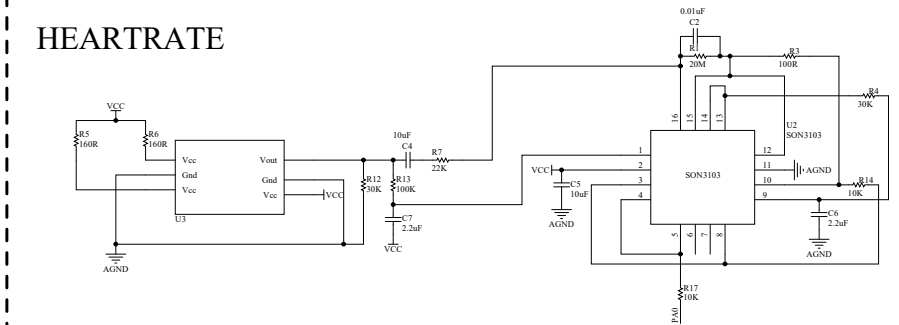 HEARTRATE
0.01uF
C2
R1
20M
R3
100R
R4
30K
VCC
R5
160R
R6
160R
Vcc
Gnd
Vcc
Vout
Gnd
Vcc
VCC
U3
AGND
10uF
C4
R7
22K
R12
30K
R13
100K
C7
2.2uF
VCC
16
15
14
13
U2
SON3103
1
2
3
4
SON3103
12
11
10
9
VCC
C5
10uF
AGND
AGND
R14
10K
C6
2.2uF
AGND
5
6
7
8
R17
10K
PA0